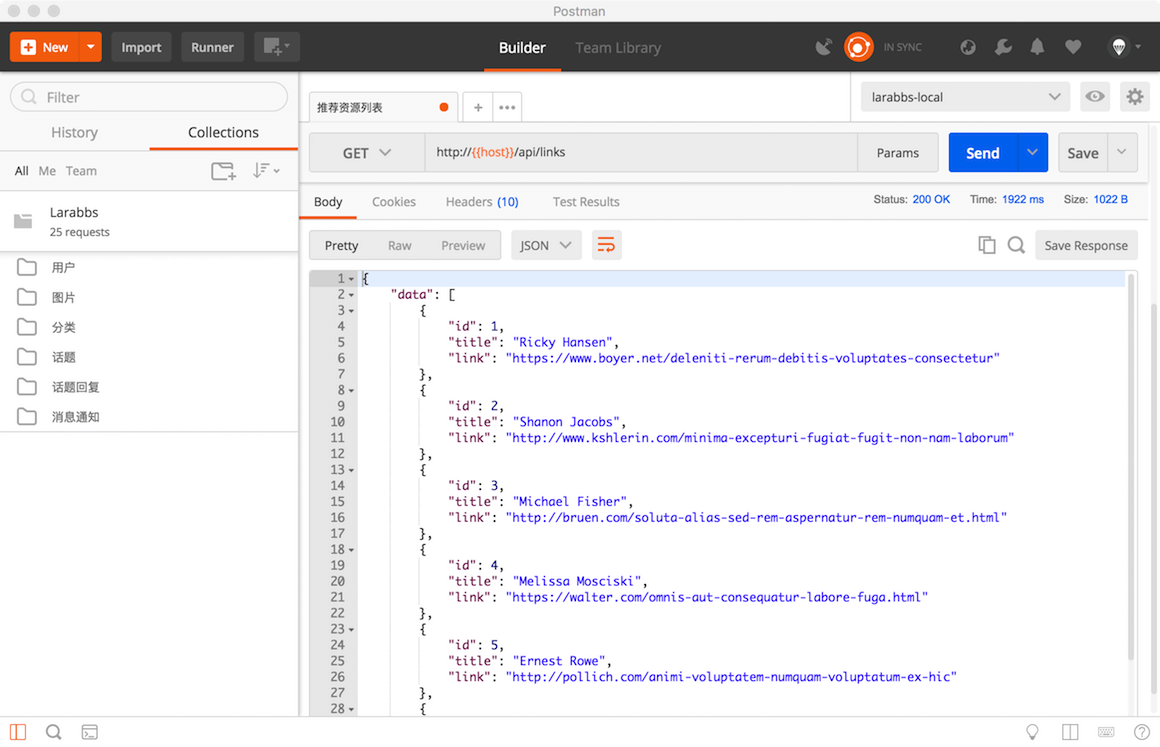 Postman
New Import Runner Builder Team Library IN SYNC
Filter
History Collections
All Me Team
Larabbs
25 requests
用户
图片
分类
话题
话题回复
消息通知
推荐资源列表 + ••• larabbs-local
GET http://{{host}}/api/links Params Send Save
Body Cookies Headers (10) Test Results Status: 200 OK Time: 1922 ms Size: 1022 B
Pretty Raw Preview JSON Save Response
1 {
2 "data": [
3 {
4 "id": 1,
5 "title": "Ricky Hansen",
6 "link": "https://www.boyer.net/deleniti-rerum-debitis-voluptates-consectetur"
7 },
8 {
9 "id": 2,
10 "title": "Shanon Jacobs",
11 "link": "http://www.kshlerin.com/minima-excepturi-fugiat-fugit-non-nam-laborum"
12 },
13 {
14 "id": 3,
15 "title": "Michael Fisher",
16 "link": "http://bruen.com/soluta-alias-sed-rem-aspernatur-rem-numquam-et.html"
17 },
18 {
19 "id": 4,
20 "title": "Melissa Mosciski",
21 "link": "https://walter.com/omnis-aut-consequatur-labore-fuga.html"
22 },
23 {
24 "id": 5,
25 "title": "Ernest Rowe",
26 "link": "http://pollich.com/animi-voluptatem-numquam-voluptatum-ex-hic"
27 },
28 {